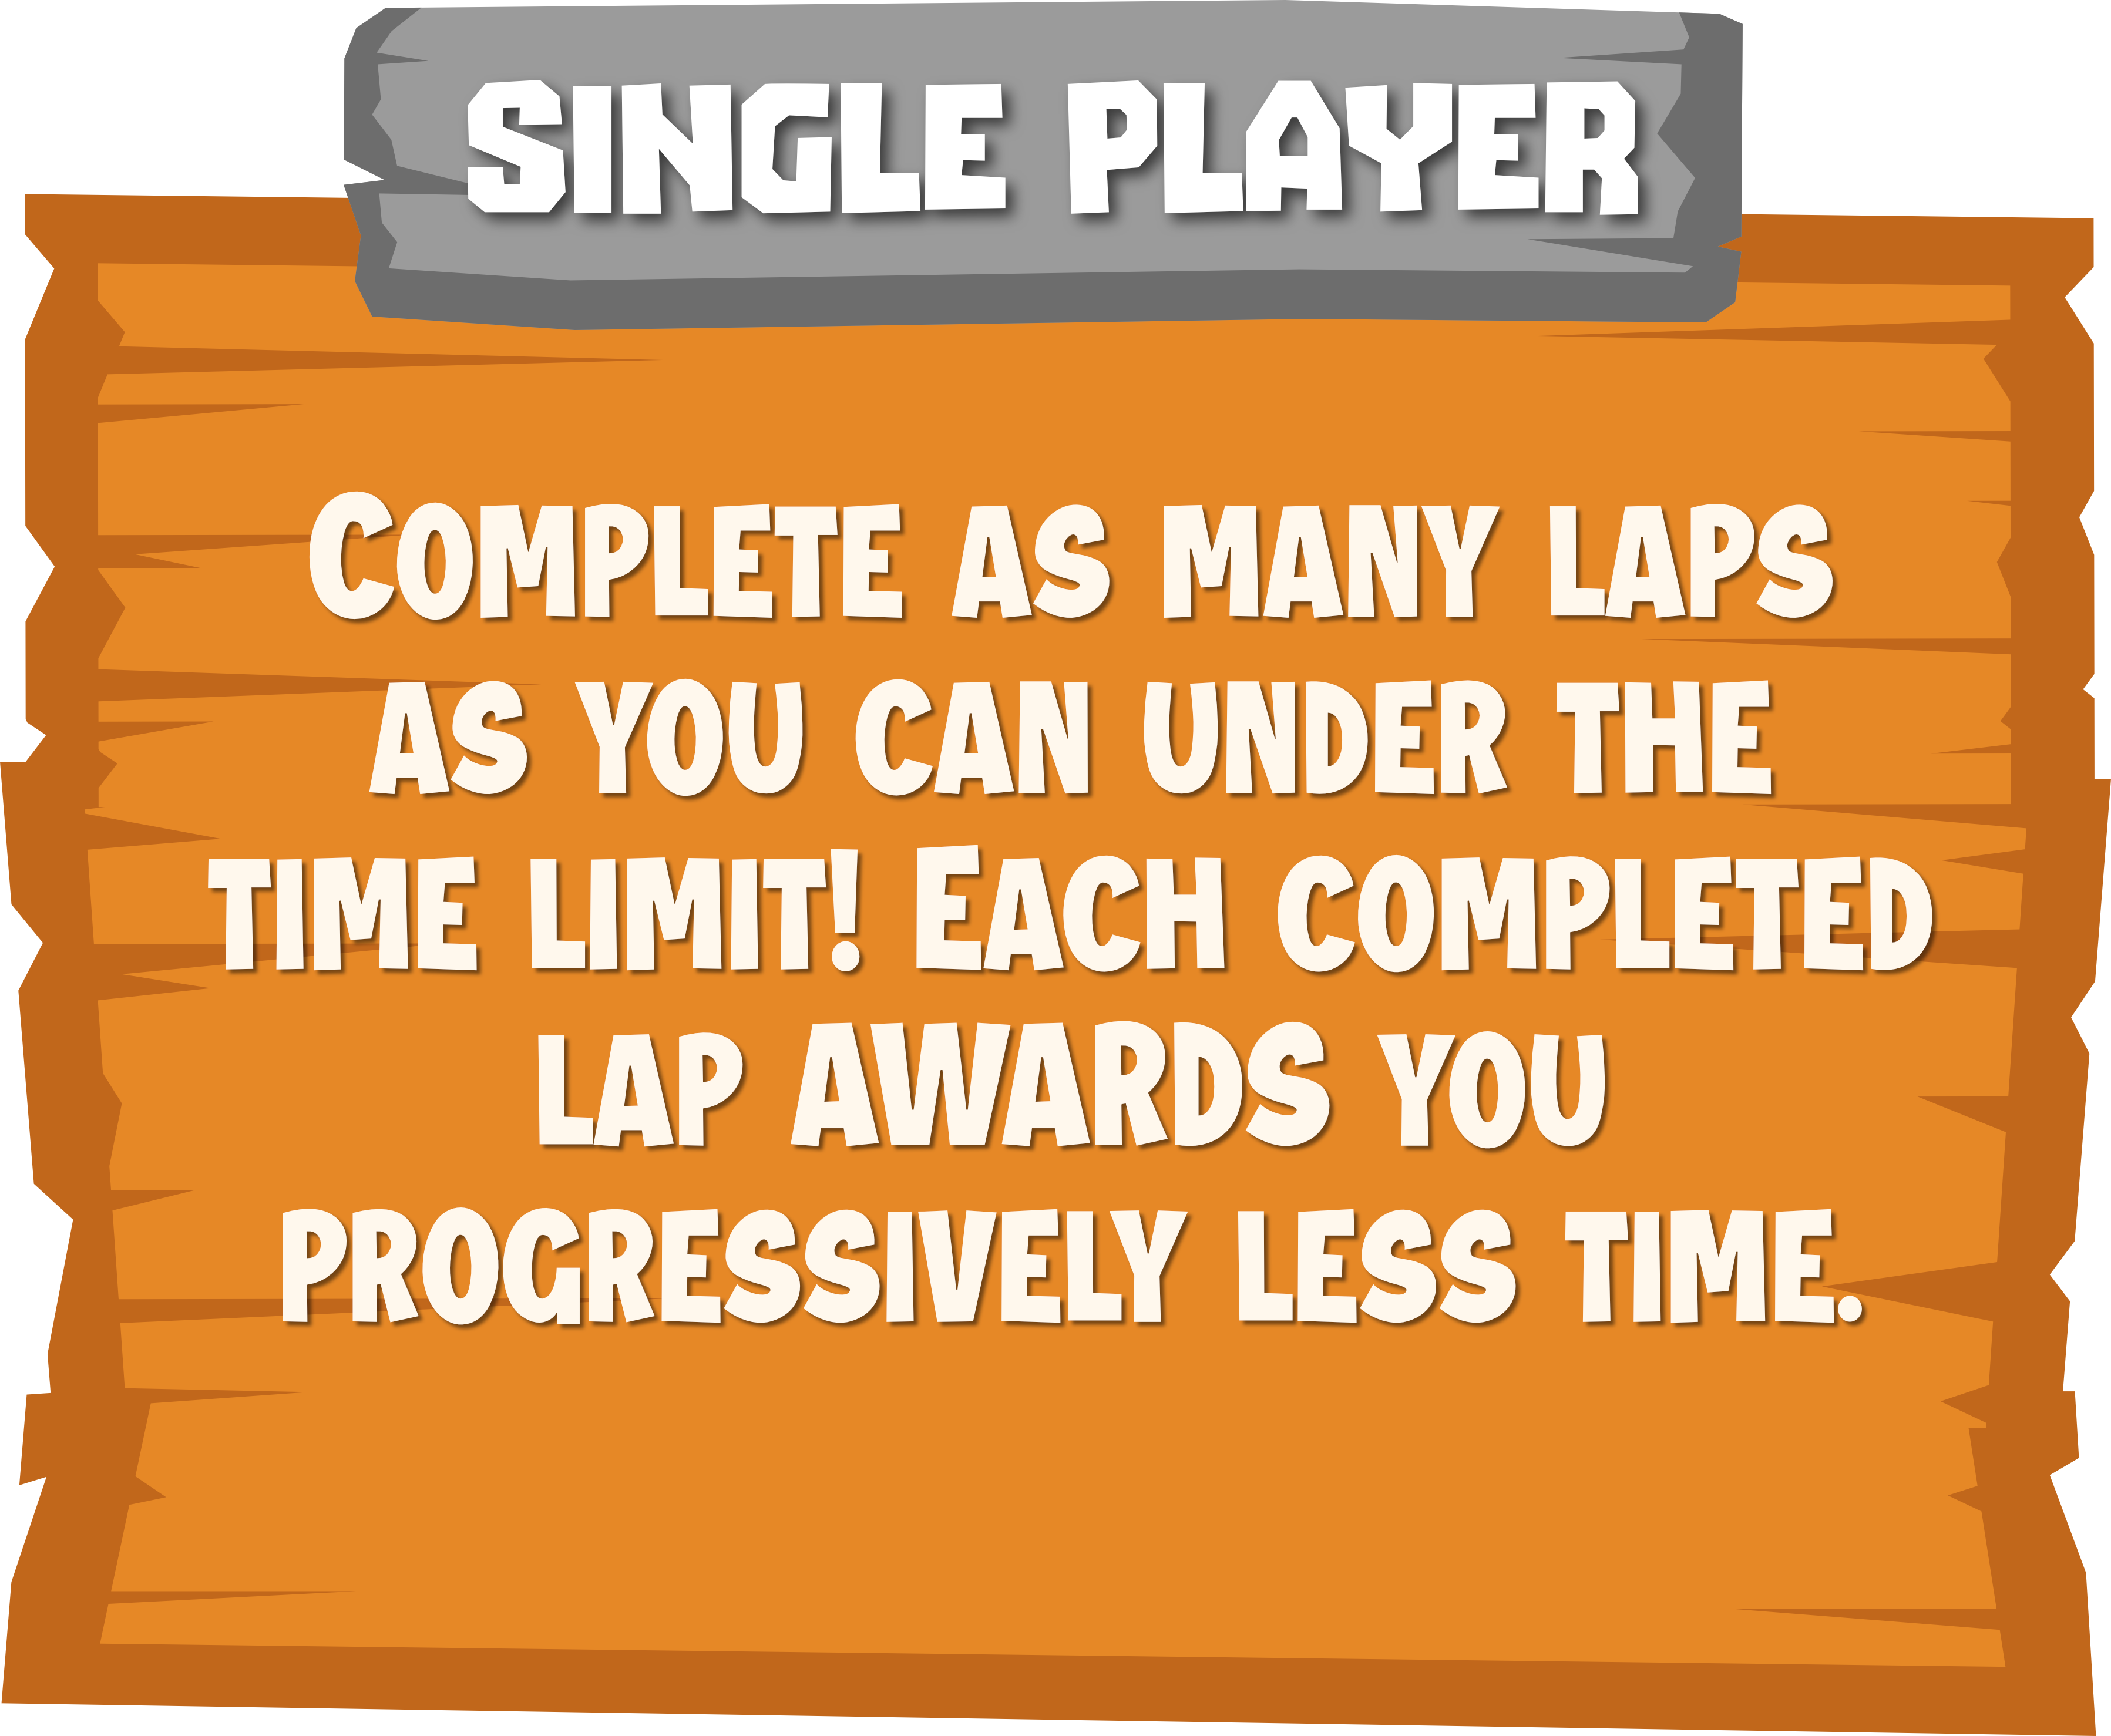 SINGLE PLAYER
COMPLETE AS MANY LAPS
AS YOU CAN UNDER THE
TIME LIMIT! EACH COMPLETED
LAP AWARDS YOU
PROGRESSIVELY LESS TIME.